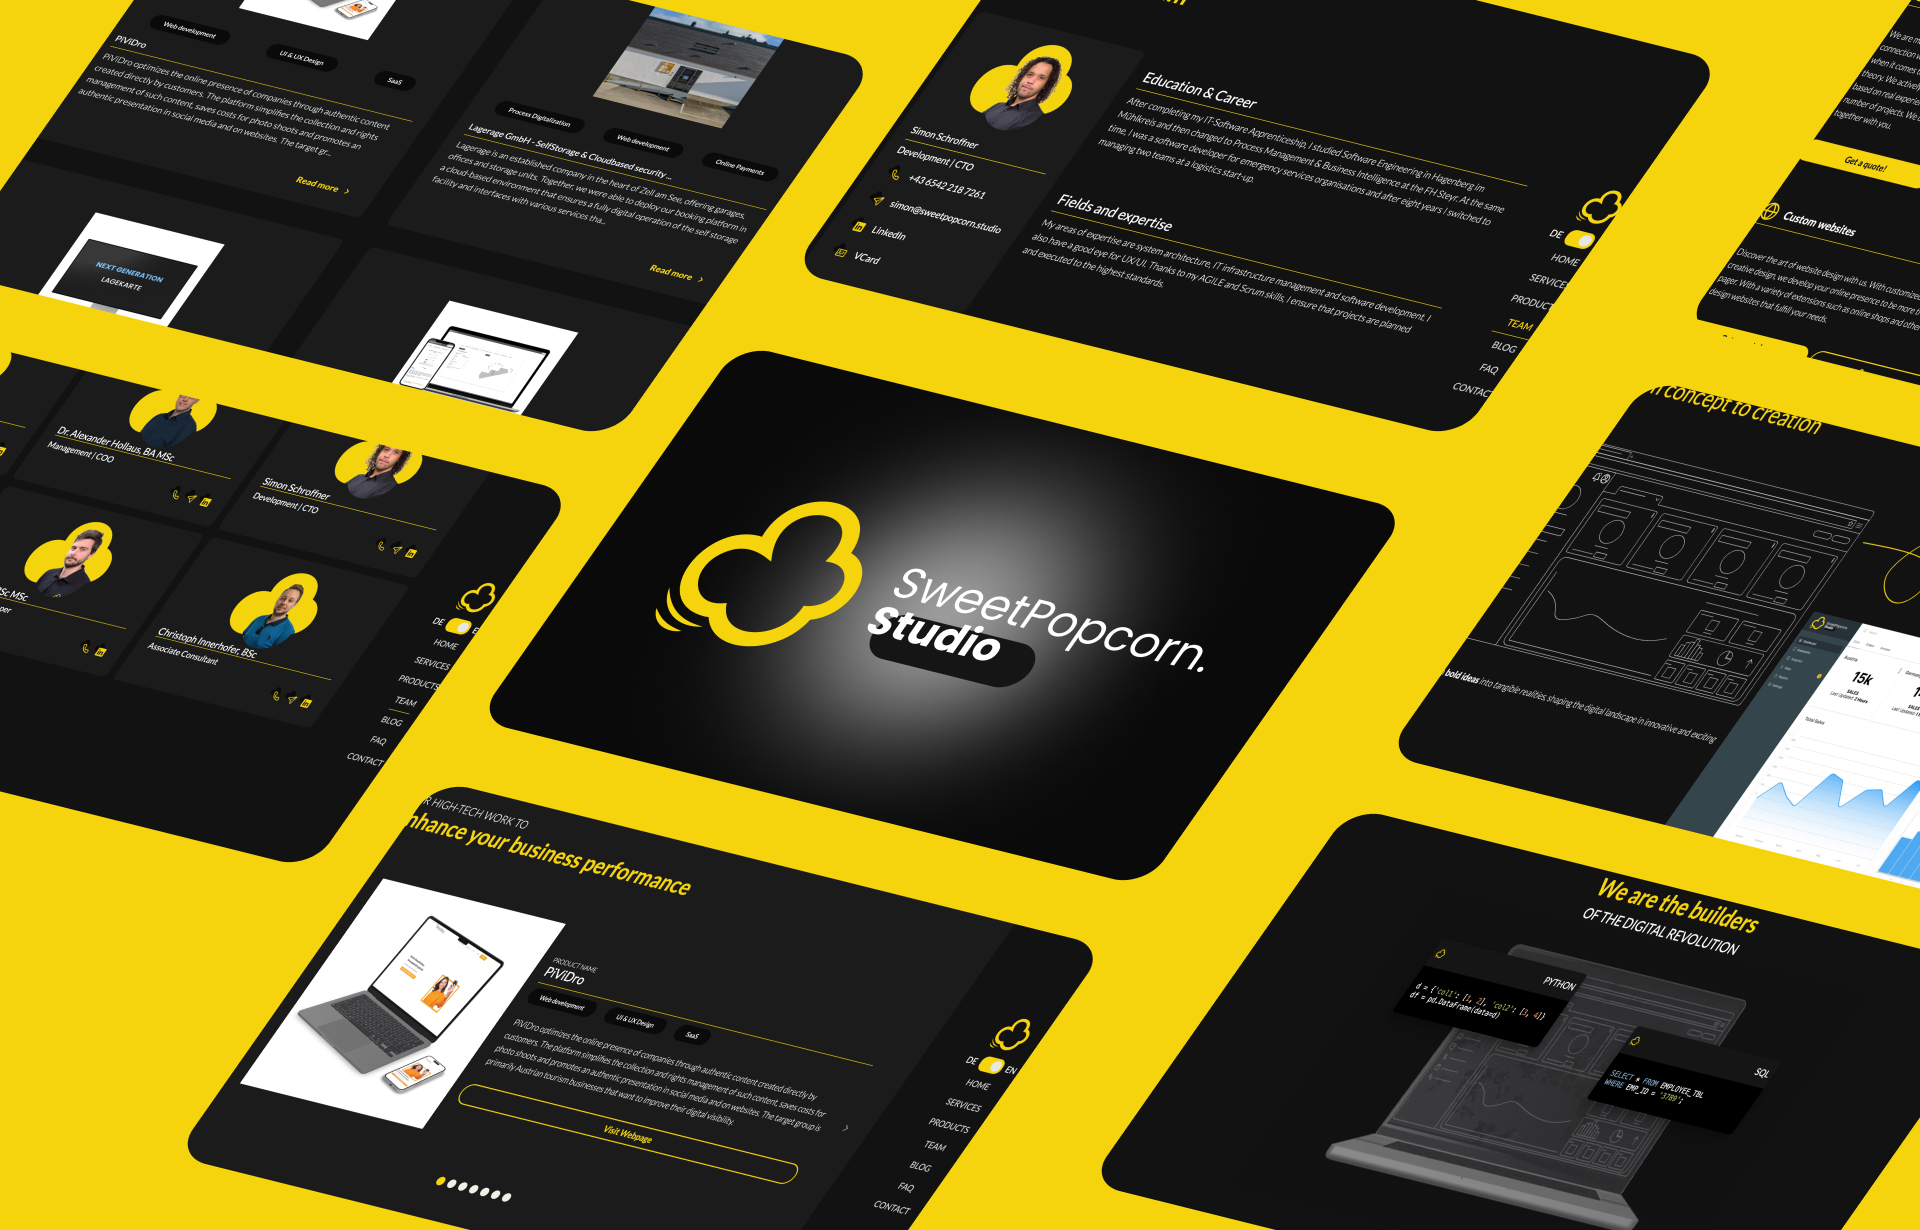 Web development
UI & UX Design
SaaS
PiViDro
PiViDro optimizes the online presence of companies through authentic content
created directly by customers. The platform simplifies the collection and rights
management of such content, saves costs for photo shoots and promotes an
authentic presentation in social media and on websites. The target gr...
Read more
Process Digitalization
Web development
Online Payments
Lagerage GmbH - SelfStorage & Cloudbased security ...
Lagerage is an established company in the heart of Zell am See, offering garages,
offices and storage units. Together, we were able to deploy our booking platform in
a cloud-based environment that ensures a fully digital operation of the self storage
facility and interfaces with various services tha...
Read more
NEXT GENERATION
LAGEKARTE
Simon Schroffner
Development | CTO
+43 6542 218 7261
simon@sweetpopcorn.studio
LinkedIn
VCard
Education & Career
After completing my IT-Software Apprenticeship, I studied Software Engineering in Hagenberg im
Mühlkreis and then changed to Process Management & Business Intelligence at the FH Steyr. At the same
time, I was a software developer for emergency services organisations and after eight years I switched to
managing two teams at a logistics start-up.
Fields and expertise
My areas of expertise are system architecture, IT infrastructure management and software development. I
also have a good eye for UX/UI. Thanks to my AGILE and Scrum skills, I ensure that projects are planned
and executed to the highest standards.
DE
HOME
SERVICES
PRODUCT
TEAM
BLOG
FAQ
CONTACT
We are m
connection
when it comes t
theory. We actively
based on real experie
number of projects. We
together with you.
Get a quote!
Custom websites
Discover the art of website design with us. With customized
creative design, we develop your online presence to be more th
pager. With a variety of extensions such as online shops and other
design websites that fulfill your needs.
Dr. Alexander Hollaus, BA MSc
Management | COO
Simon Schroffner
Development | CTO
Sc MSc
oper
Christoph Innerhofer, BSc
Associate Consultant
DE E
HOME
SERVICES
PRODUCTS
TEAM
BLOG
FAQ
CONTACT
SweetPopcorn.
studio
m concept to creation
bold ideas into tangible realities, shaping the digital landscape in innovative and exciting
SweetPopcorn
Studio
Austria
15k
SALES
Last Updated: 2 Hours
Total Sales
R HIGH-TECH WORK TO
nhance your business performance
PRODUCT NAME
PiViDro
Web development
UI & UX Design
SaaS
PiViDro optimizes the online presence of companies through authentic content created directly by
customers. The platform simplifies the collection and rights management of such content, saves costs for
photo shoots and promotes an authentic presentation in social media and on websites. The target group is
primarily Austrian tourism businesses that want to improve their digital visibility.
Visit Webpage
DE EN
HOME
SERVICES
PRODUCTS
TEAM
BLOG
FAQ
CONTACT
We are the builders
OF THE DIGITAL REVOLUTION
PYTHON
d = {'col1': [1, 2], 'col2': [3, 4]}
df = pd.DataFrame(data=d)
SQL
SELECT * FROM EMPLOYEE_TBL
WHERE EMP_ID = '3789';